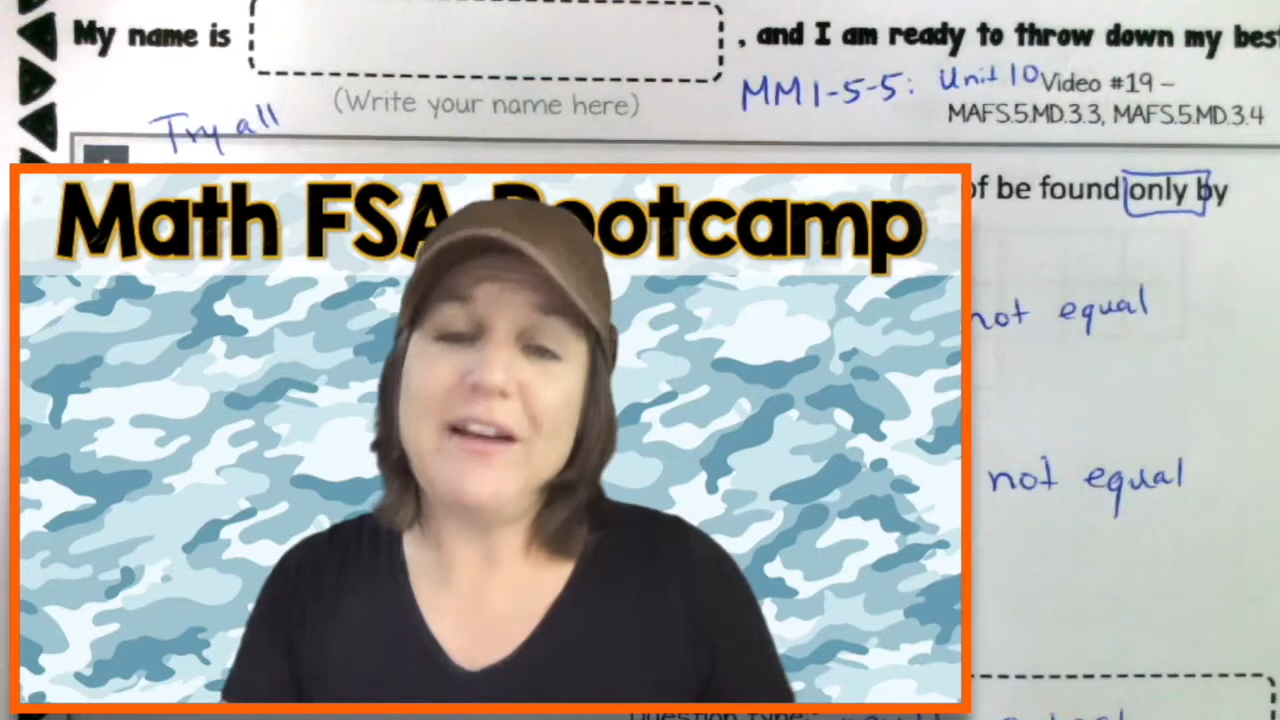 My name is , and I am ready to throw down my best
(Write your name here)
MM1-5-5: Unit 10 Video #19 –
MAFS.5.MD.3.3, MAFS.5.MD.3.4
Try all
of be found only by
Math FSA Bootcamp
not equal
not equal
Question type: